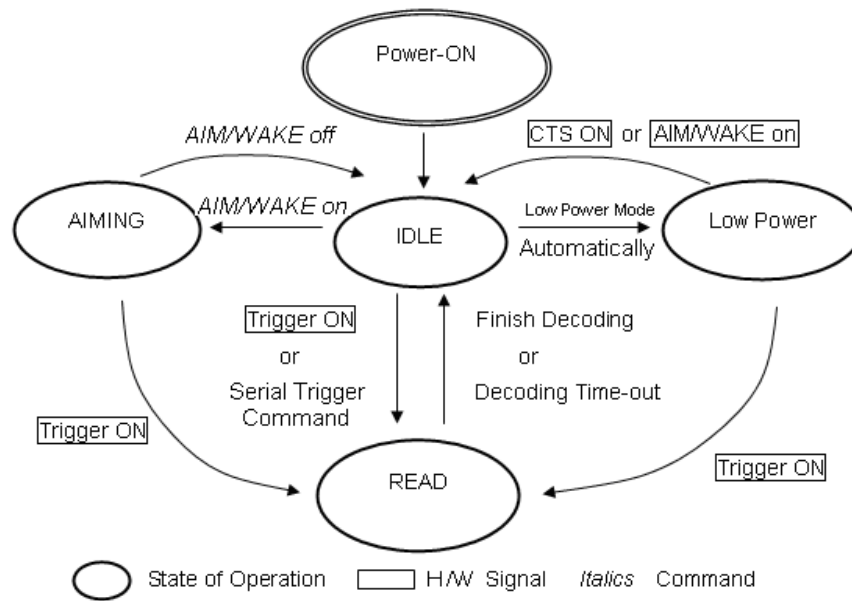 Power-ON
AIM/WAKE off
CTS ON or AIM/WAKE on
AIMING
AIM/WAKE on
IDLE
Low Power Mode
Automatically
Low Power
Trigger ON
or
Serial Trigger
Command
Finish Decoding
or
Decoding Time-out
Trigger ON
READ
Trigger ON
State of Operation H/W Signal Italics Command